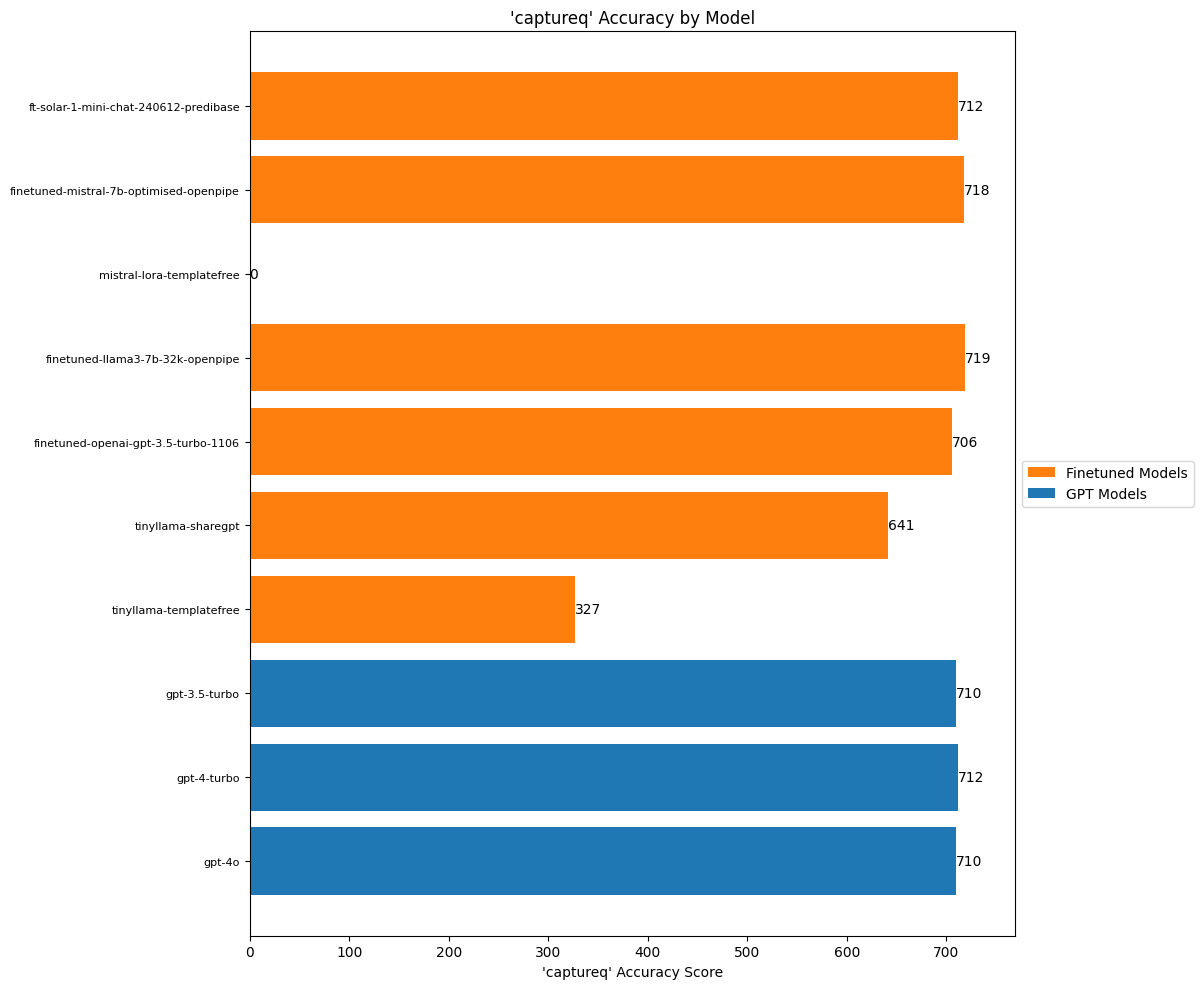 'captureq' Accuracy by Model
ft-solar-1-mini-chat-240612-predibase
712
finetuned-mistral-7b-optimised-openpipe
718
mistral-lora-templatefree
0
finetuned-llama3-7b-32k-openpipe
719
finetuned-openai-gpt-3.5-turbo-1106
706
tinyllama-sharegpt
641
tinyllama-templatefree
327
gpt-3.5-turbo
710
gpt-4-turbo
712
gpt-4o
710
0 100 200 300 400 500 600 700
'captureq' Accuracy Score
Finetuned Models
GPT Models